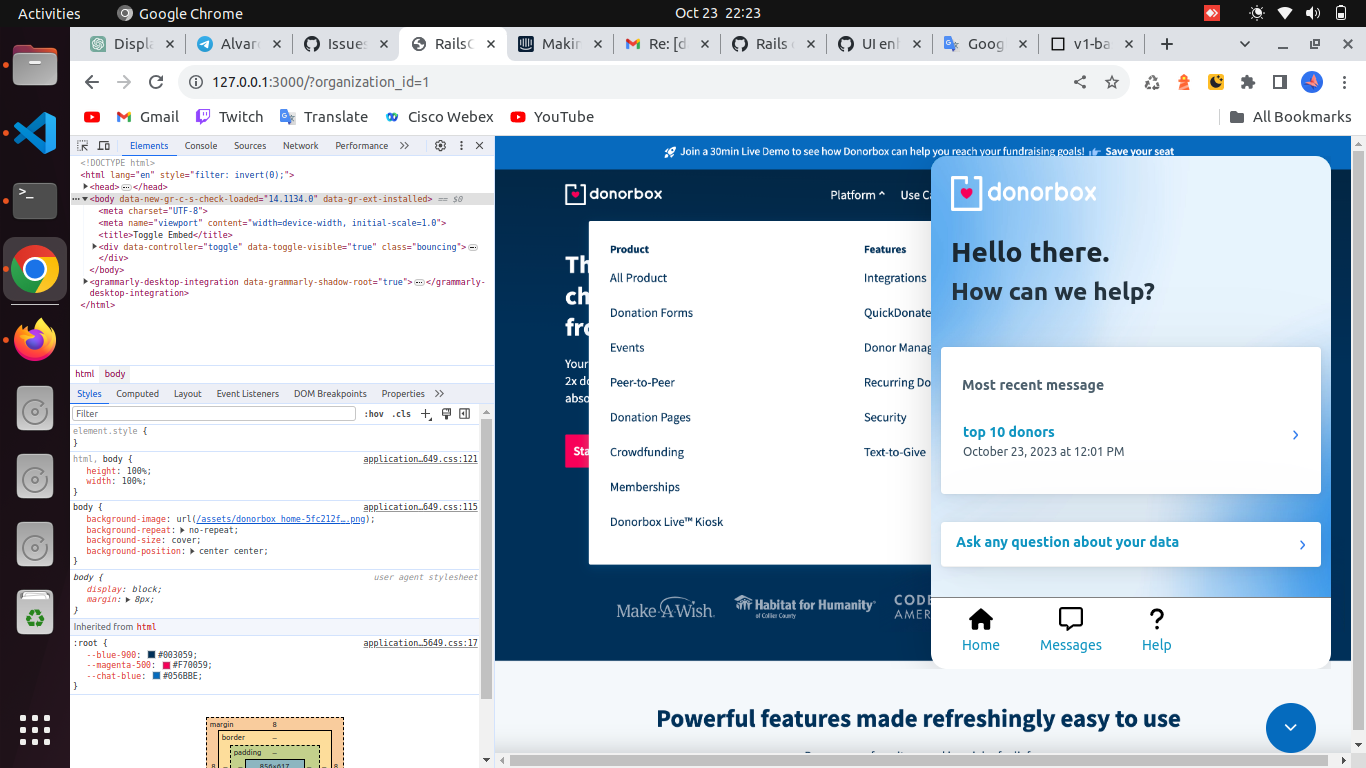 Activities
Google Chrome
Oct 23 22:23
Displa
Alvaro
Issues
RailsC
Makin
Re: [d
Rails
UI enh
Goog
v1-ba
127.0.0.1:3000/?organization_id=1
Gmail
Twitch
Translate
Cisco Webex
YouTube
All Bookmarks
Elements
Console
Sources
Network
Performance
<!DOCTYPE html>
<html lang="en" style="filter: invert(0);">
<head>…</head>
<body data-new-gr-c-s-check-loaded="14.1134.0" data-gr-ext-installed> == $0
<meta charset="UTF-8">
<meta name="viewport" content="width=device-width, initial-scale=1.0">
<title>Toggle Embed</title>
<div data-controller="toggle" data-toggle-visible="true" class="bouncing">…
</div>
</body>
<grammarly-desktop-integration data-grammarly-shadow-root="true">…</grammarly-
desktop-integration>
</html>
html body
Styles
Computed
Layout
Event Listeners
DOM Breakpoints
Properties
Filter
:hov .cls
element.style {
}
html, body { application…649.css:121
height: 100%;
width: 100%;
}
body { application…649.css:115
background-image: url(/assets/donorbox_home-5fc212f….png);
background-repeat: no-repeat;
background-size: cover;
background-position: center center;
}
body { user agent stylesheet
display: block;
margin: 8px;
}
Inherited from html
:root { application…5649.css:17
--blue-900: #003059;
--magenta-500: #F70059;
--chat-blue: #056BBE;
}
margin 8
border –
padding –
8 – – 856×617 – – 8
Join a 30min Live Demo to see how Donorbox can help you reach your fundraising goals! Save your seat
donorbox
Platform
Use Ca
Th
ch
fro
Your
2x do
abso
Sta
Product
All Product
Donation Forms
Events
Peer-to-Peer
Donation Pages
Crowdfunding
Memberships
Donorbox Live™ Kiosk
Features
Integrations
QuickDonate
Donor Manag
Recurring Do
Security
Text-to-Give
Make-A-Wish.
Habitat for Humanity®
of Collier County
CODE
AMER
donorbox
Hello there.
How can we help?
Most recent message
top 10 donors
October 23, 2023 at 12:01 PM
Ask any question about your data
Home
Messages
Help
Powerful features made refreshingly easy to use